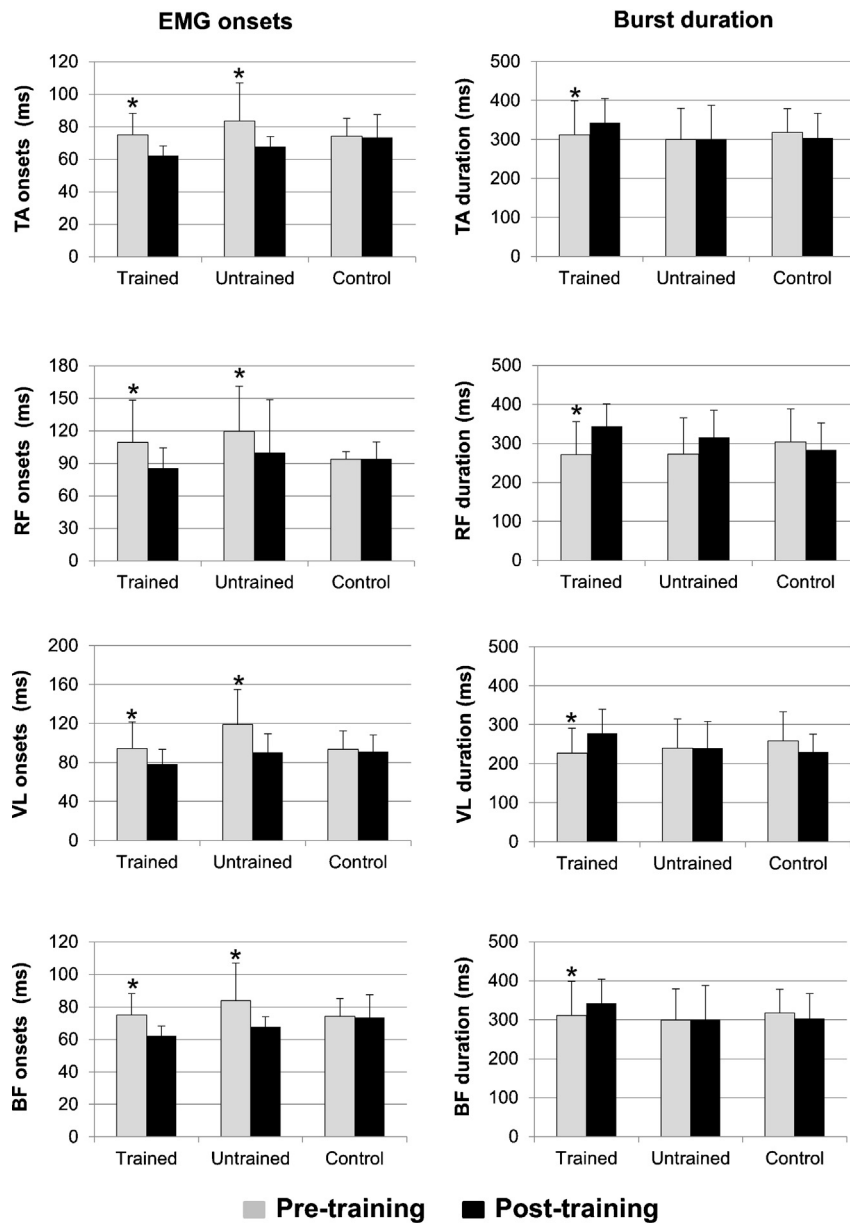 EMG onsets
Burst duration
TA onsets (ms)
120
100
80
60
40
20
0
*
*
Trained
Untrained
Control
TA duration (ms)
500
400
300
200
100
0
*
Trained
Untrained
Control
RF onsets (ms)
180
150
120
90
60
30
0
*
*
Trained
Untrained
Control
RF duration (ms)
500
400
300
200
100
0
*
Trained
Untrained
Control
VL onsets (ms)
200
160
120
80
40
0
*
*
Trained
Untrained
Control
VL duration (ms)
500
400
300
200
100
0
*
Trained
Untrained
Control
BF onsets (ms)
120
100
80
60
40
20
0
*
*
Trained
Untrained
Control
BF duration (ms)
500
400
300
200
100
0
*
Trained
Untrained
Control
Pre-training
Post-training